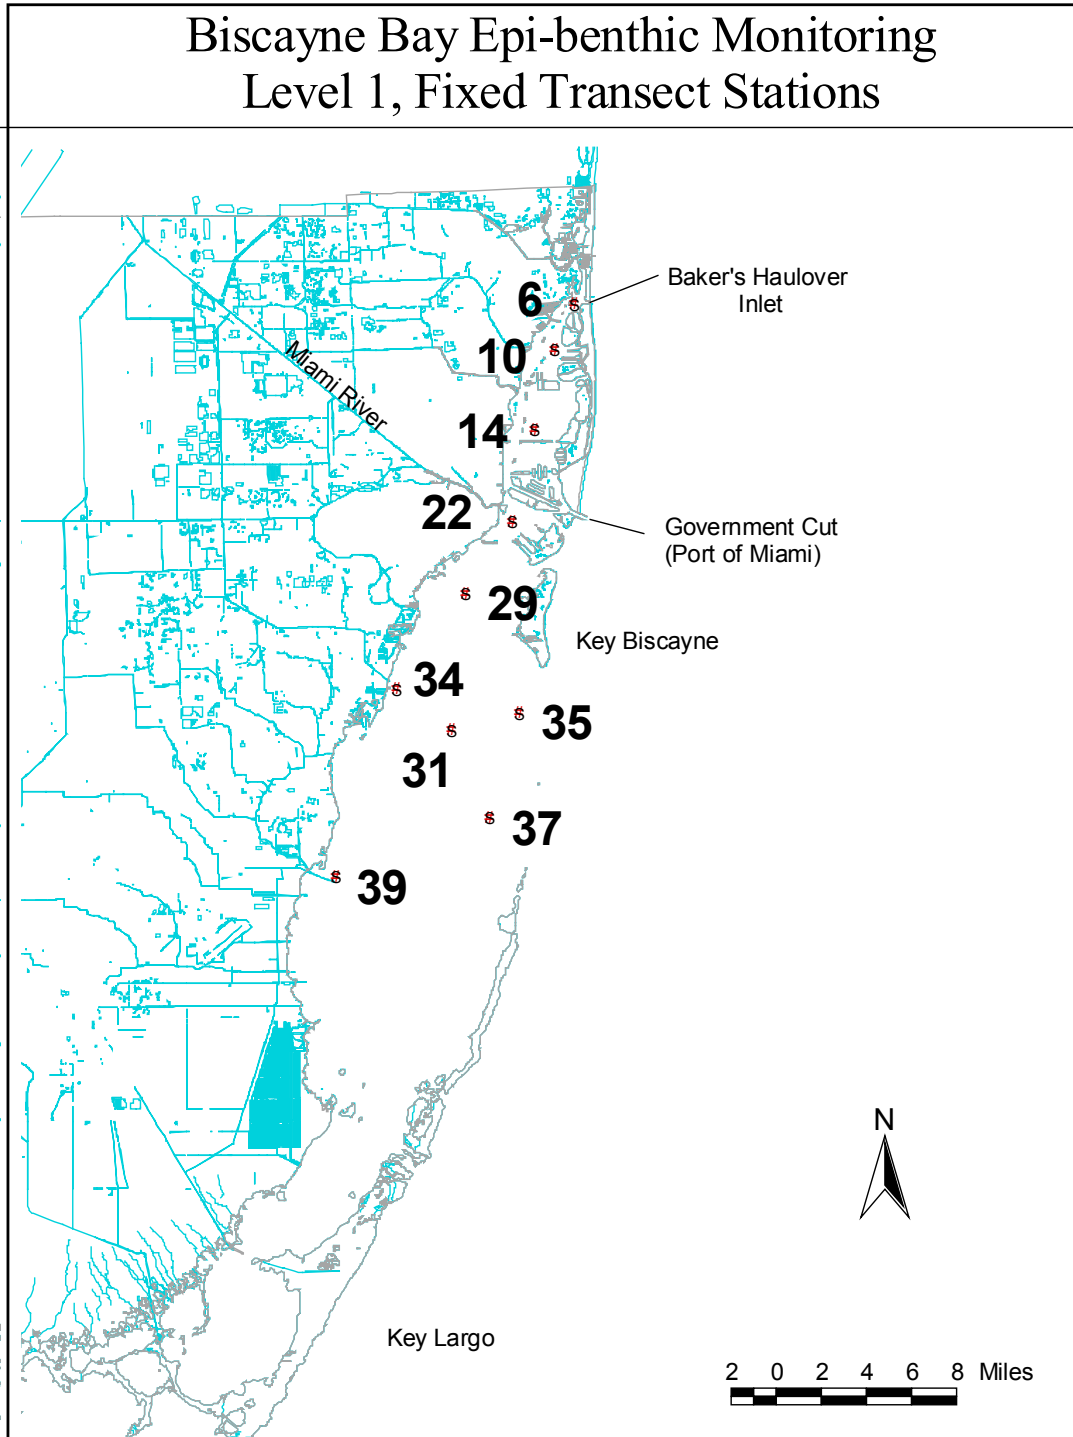 Biscayne Bay Epi-benthic Monitoring
Level 1, Fixed Transect Stations
Baker's Haulover
Inlet
6
10
Miami River
14
22
Government Cut
(Port of Miami)
29
Key Biscayne
34
35
31
37
39
N
Key Largo
2 0 2 4 6 8 Miles